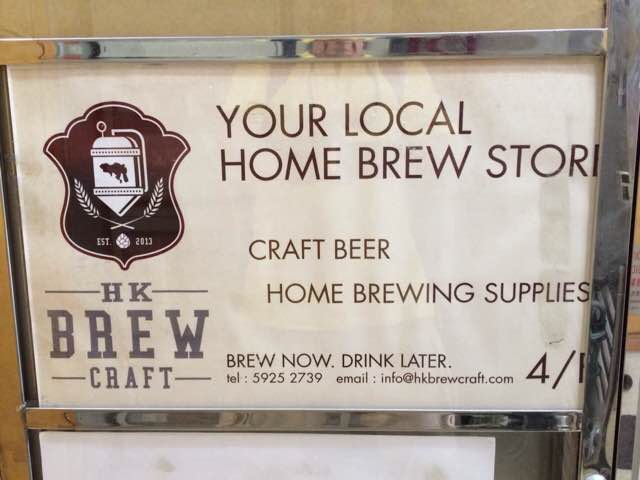 YOUR LOCAL
HOME BREW STOR
CRAFT BEER
HOME BREWING SUPPLIES
EST. 2013
HK
BREW
CRAFT
BREW NOW. DRINK LATER.
tel : 5925 2739 email : info@hkbrewcraft.com
4/F